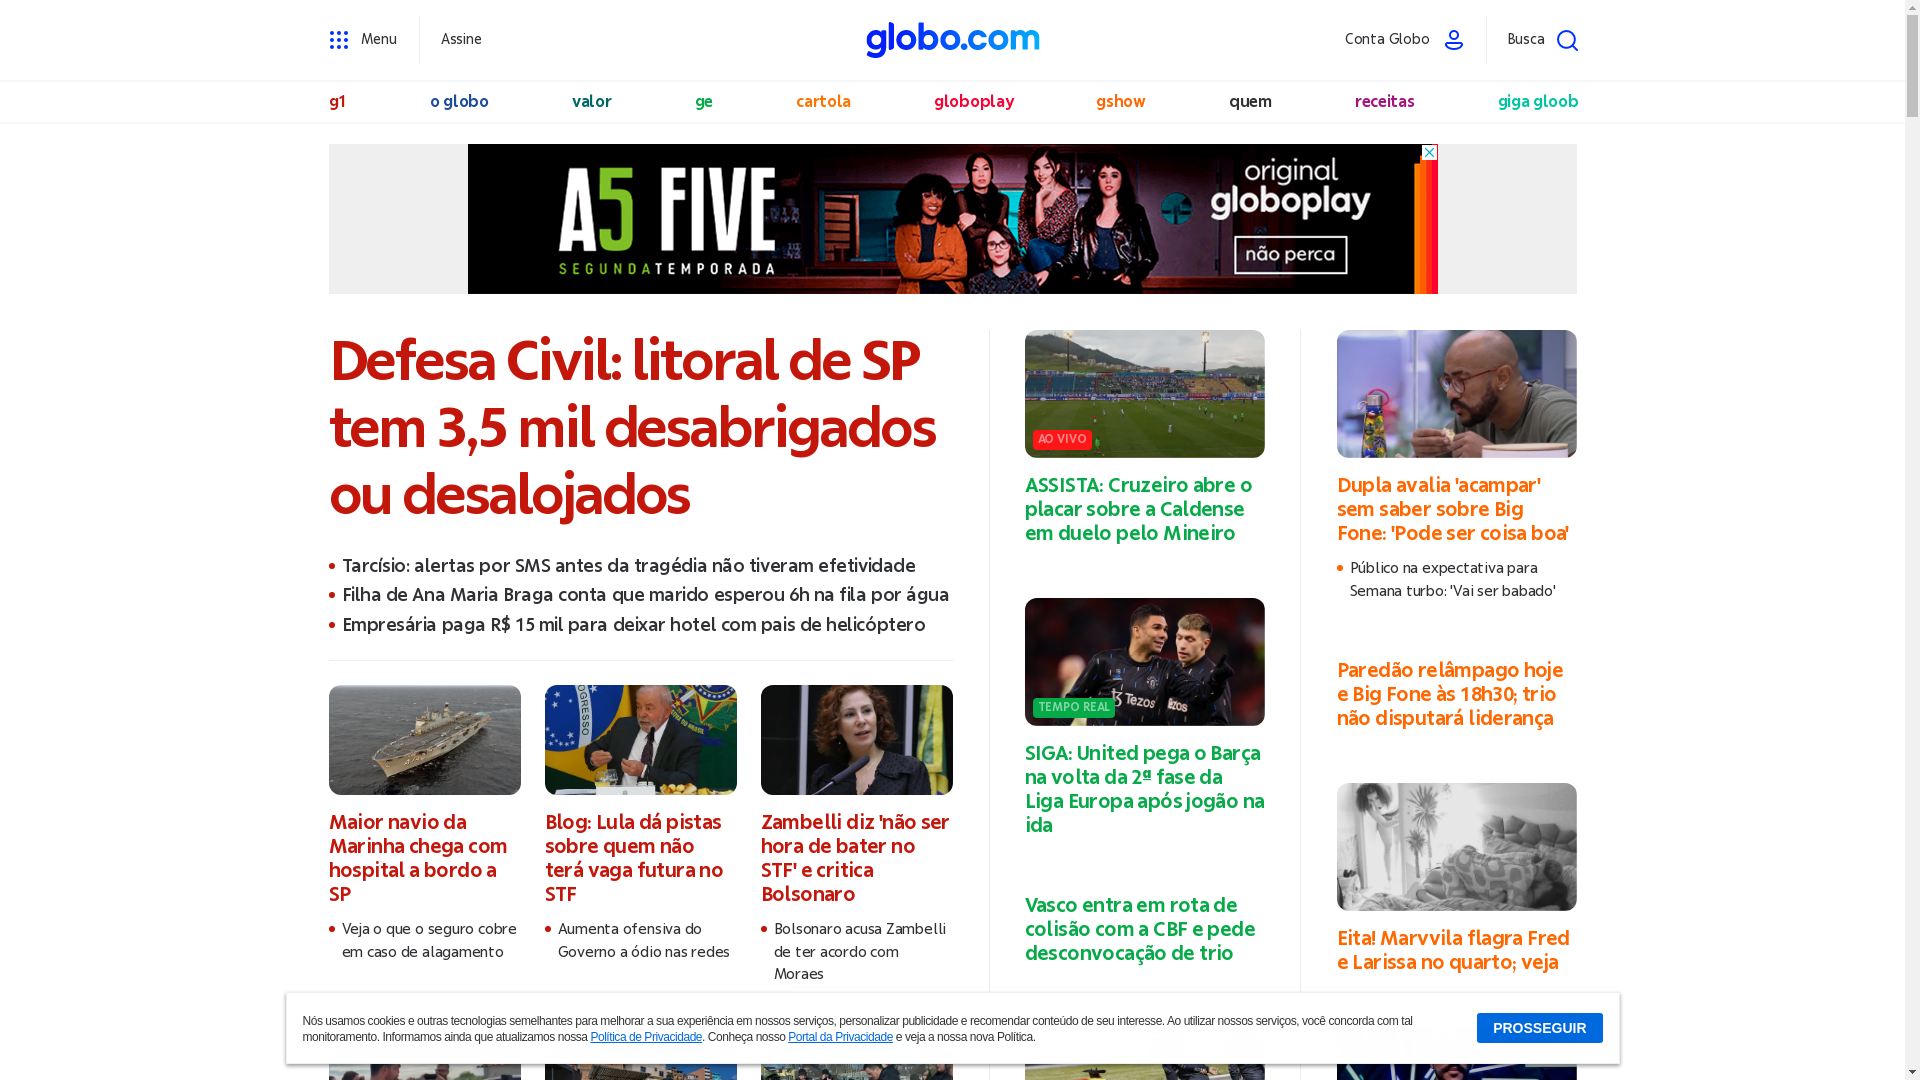 Menu
Assine
globo.com
Conta Globo
Busca
g1
o globo
valor
ge
cartola
globoplay
gshow
quem
receitas
giga gloob
A5 FIVE
SEGUNDATEMPORADA
original
globoplay
não perca
Defesa Civil: litoral de SP
tem 3,5 mil desabrigados
ou desalojados
Tarcísio: alertas por SMS antes da tragédia não tiveram efetividade
Filha de Ana Maria Braga conta que marido esperou 6h na fila por água
Empresária paga R$ 15 mil para deixar hotel com pais de helicóptero
Maior navio da
Marinha chega com
hospital a bordo a
SP
Veja o que o seguro cobre
em caso de alagamento
Blog: Lula dá pistas
sobre quem não
terá vaga futura no
STF
Aumenta ofensiva do
Governo a ódio nas redes
Zambelli diz 'não ser
hora de bater no
STF' e critica
Bolsonaro
Bolsonaro acusa Zambelli
de ter acordo com
Moraes
AO VIVO
ASSISTA: Cruzeiro abre o
placar sobre a Caldense
em duelo pelo Mineiro
Tezos
TEMPO REAL
SIGA: United pega o Barça
na volta da 2ª fase da
Liga Europa após jogão na
ida
Vasco entra em rota de
colisão com a CBF e pede
desconvocação de trio
Dupla avalia 'acampar'
sem saber sobre Big
Fone: 'Pode ser coisa boa'
Público na expectativa para
Semana turbo: 'Vai ser babado'
Paredão relâmpago hoje
e Big Fone às 18h30; trio
não disputará liderança
Eita! Marvvila flagra Fred
e Larissa no quarto; veja
Nós usamos cookies e outras tecnologias semelhantes para melhorar a sua experiência em nossos serviços, personalizar publicidade e recomendar conteúdo de seu interesse. Ao utilizar nossos serviços, você concorda com tal
monitoramento. Informamos ainda que atualizamos nossa Política de Privacidade. Conheça nosso Portal da Privacidade e veja a nossa nova Política.
PROSSEGUIR